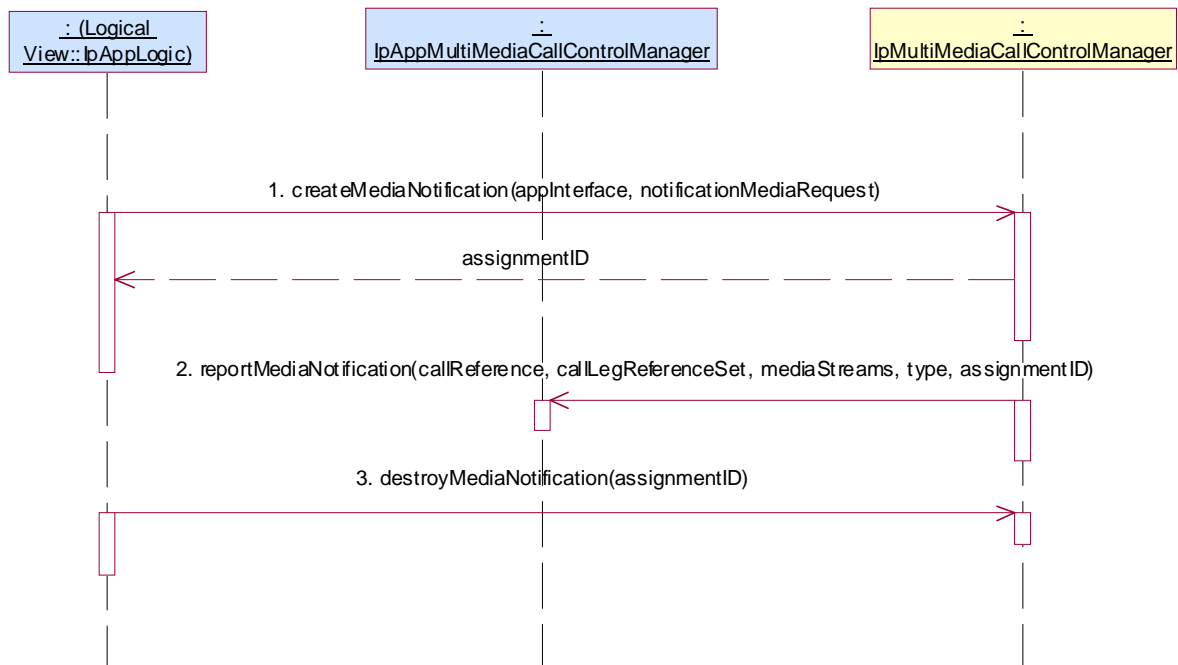 : (Logical
View::IpAppLogic)
:
IpAppMultiMediaCallControlManager
:
IpMultiMediaCallControlManager
1. createMediaNotification(appInterface, notificationMediaRequest)
assignmentID
2. reportMediaNotification(callReference, callLegReferenceSet, mediaStreams, type, assignmentID)
3. destroyMediaNotification(assignmentID)